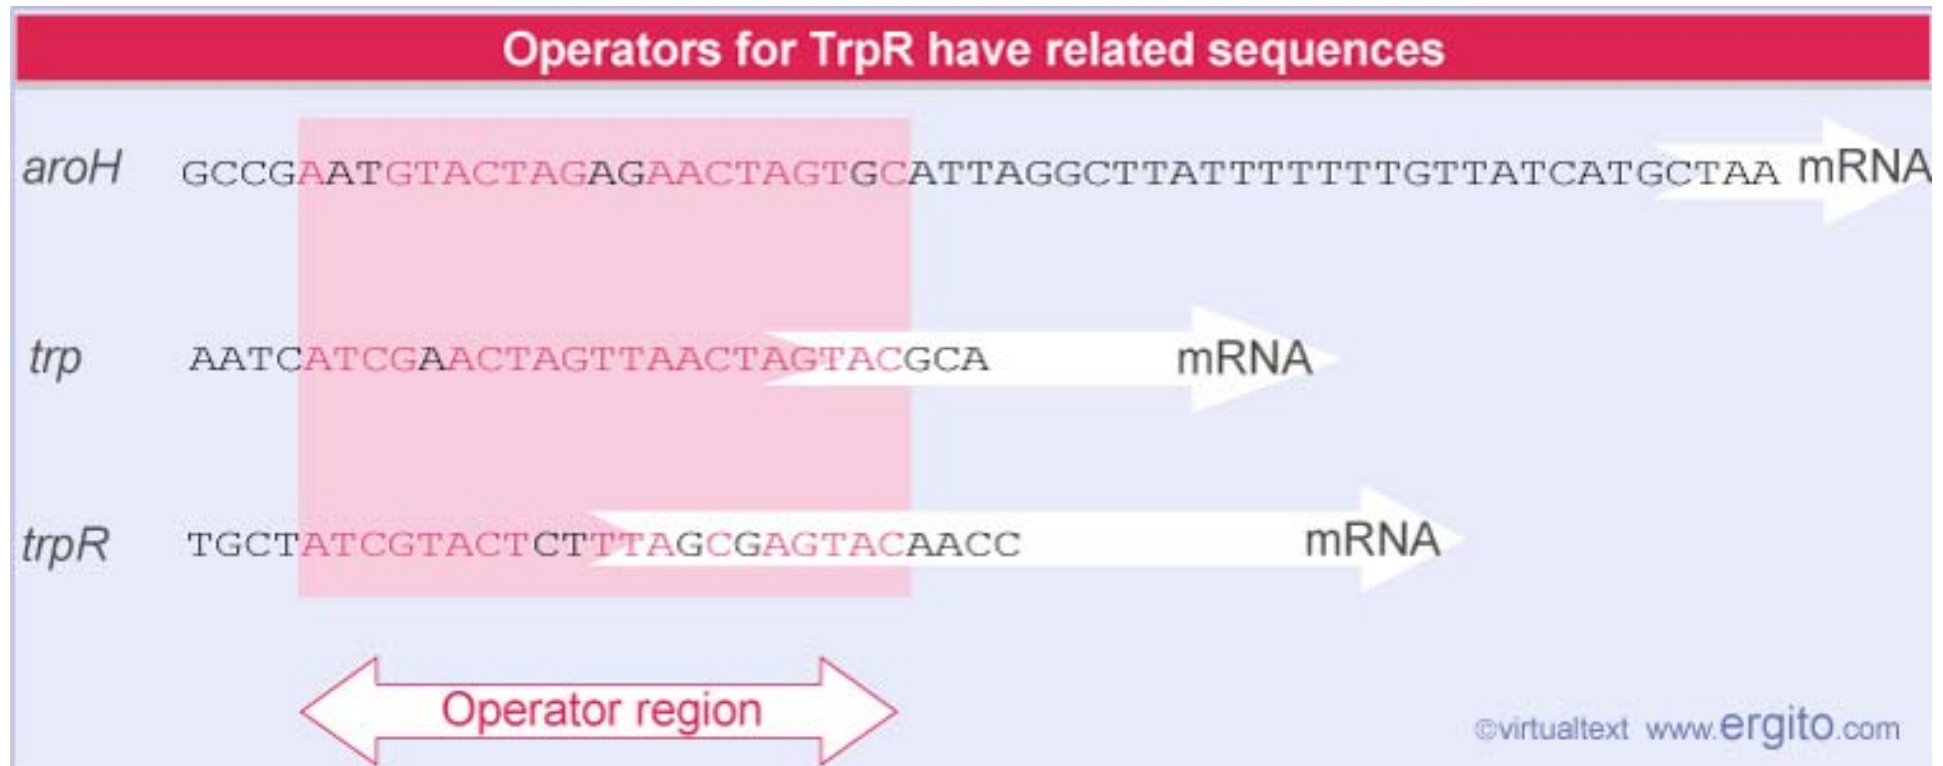 Operators for TrpR have related sequences
aroH GCCGAATGTACTAGAGAACTAGTGCATTAGGCTTATTTTTTTGTTATCATGCTAA mRNA
trp AATCATCGAACTAGTTAACTAGTACGCA mRNA
trpR TGCTATCGTACTCTTTAGCGAGTACAACC mRNA
Operator region
©virtualtext www.ergito.com